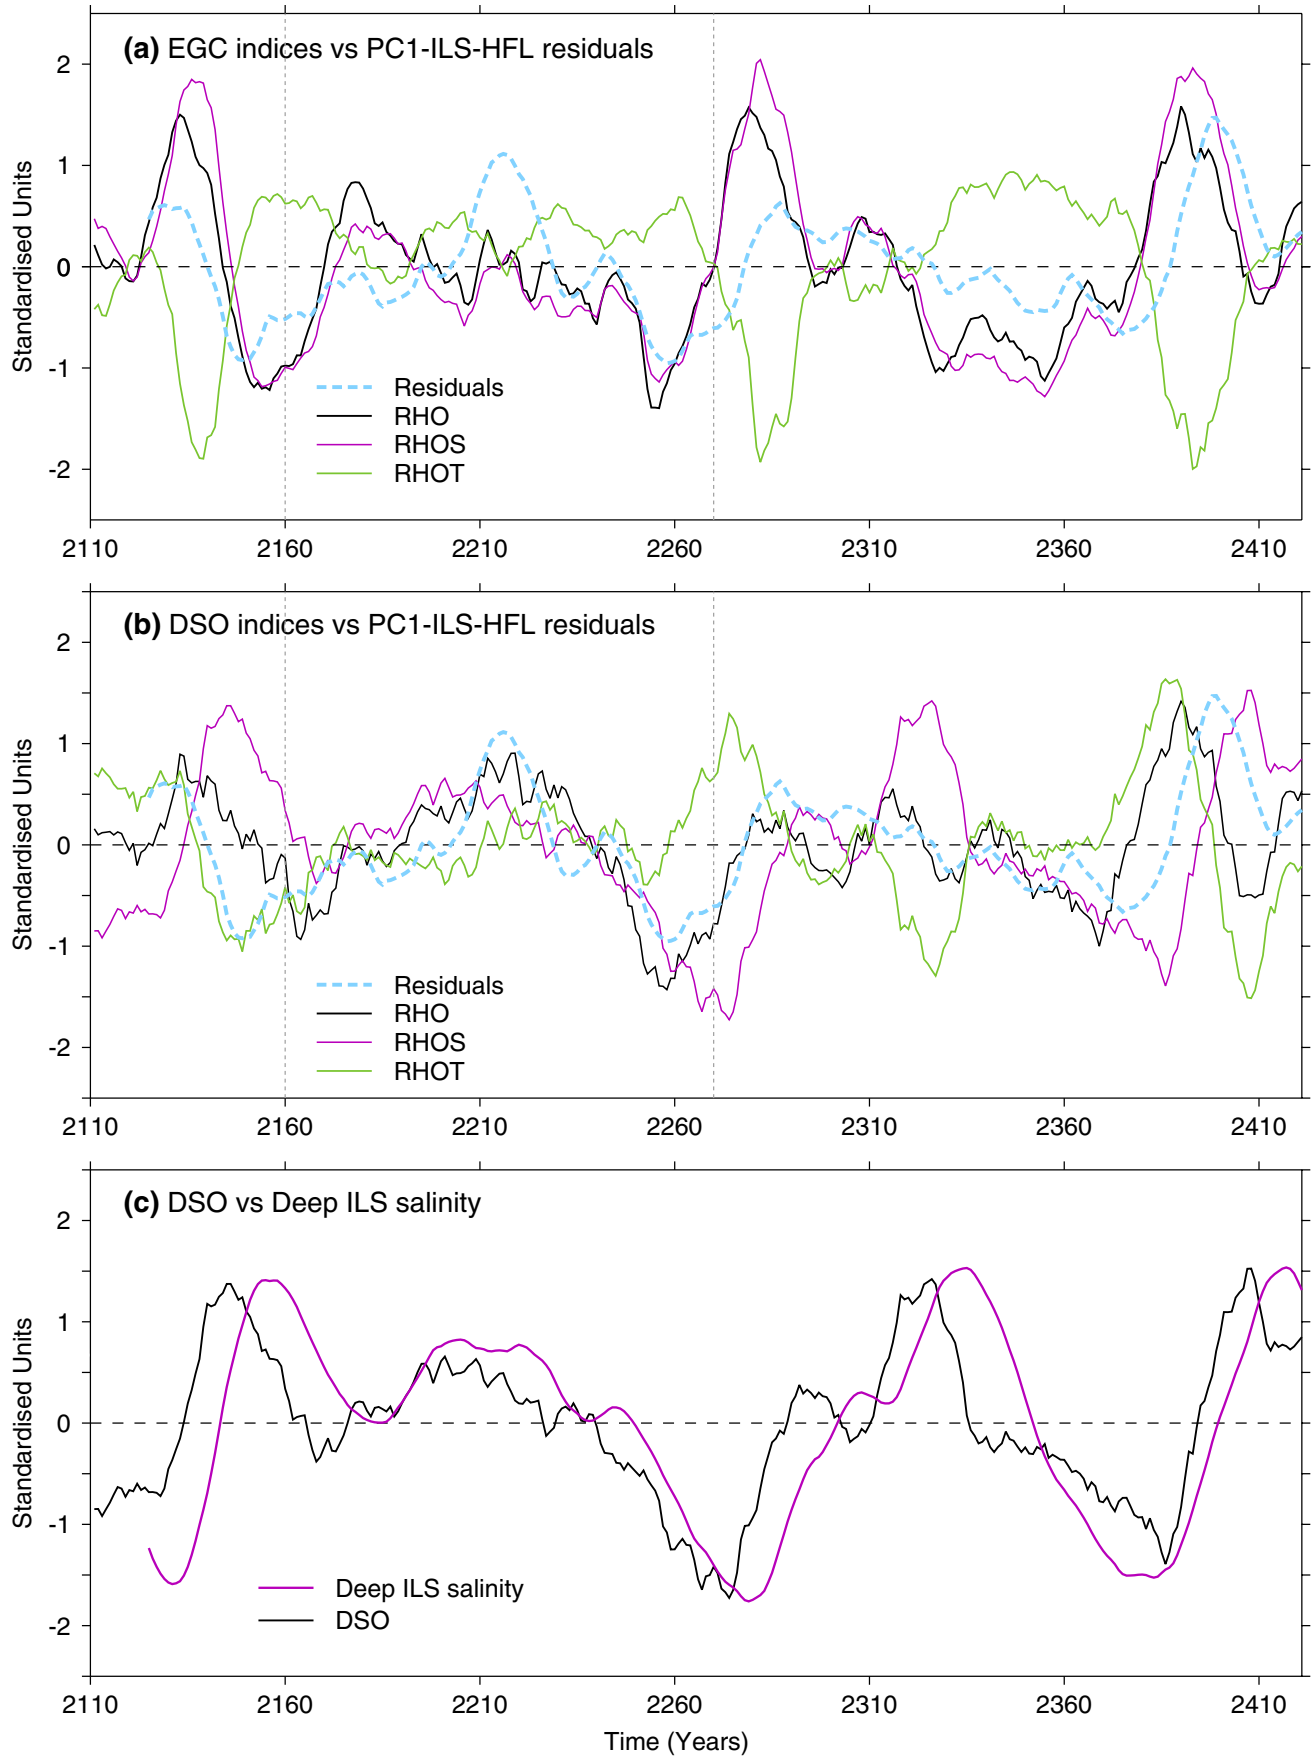 (a) EGC indices vs PC1-ILS-HFL residuals
Standardised Units
2
1
0
-1
-2
Residuals
RHO
RHOS
RHOT
2110 2160 2210 2260 2310 2360 2410
(b) DSO indices vs PC1-ILS-HFL residuals
Standardised Units
2
1
0
-1
-2
Residuals
RHO
RHOS
RHOT
2110 2160 2210 2260 2310 2360 2410
(c) DSO vs Deep ILS salinity
Standardised Units
2
1
0
-1
-2
Deep ILS salinity
DSO
2110 2160 2210 2260 2310 2360 2410
Time (Years)